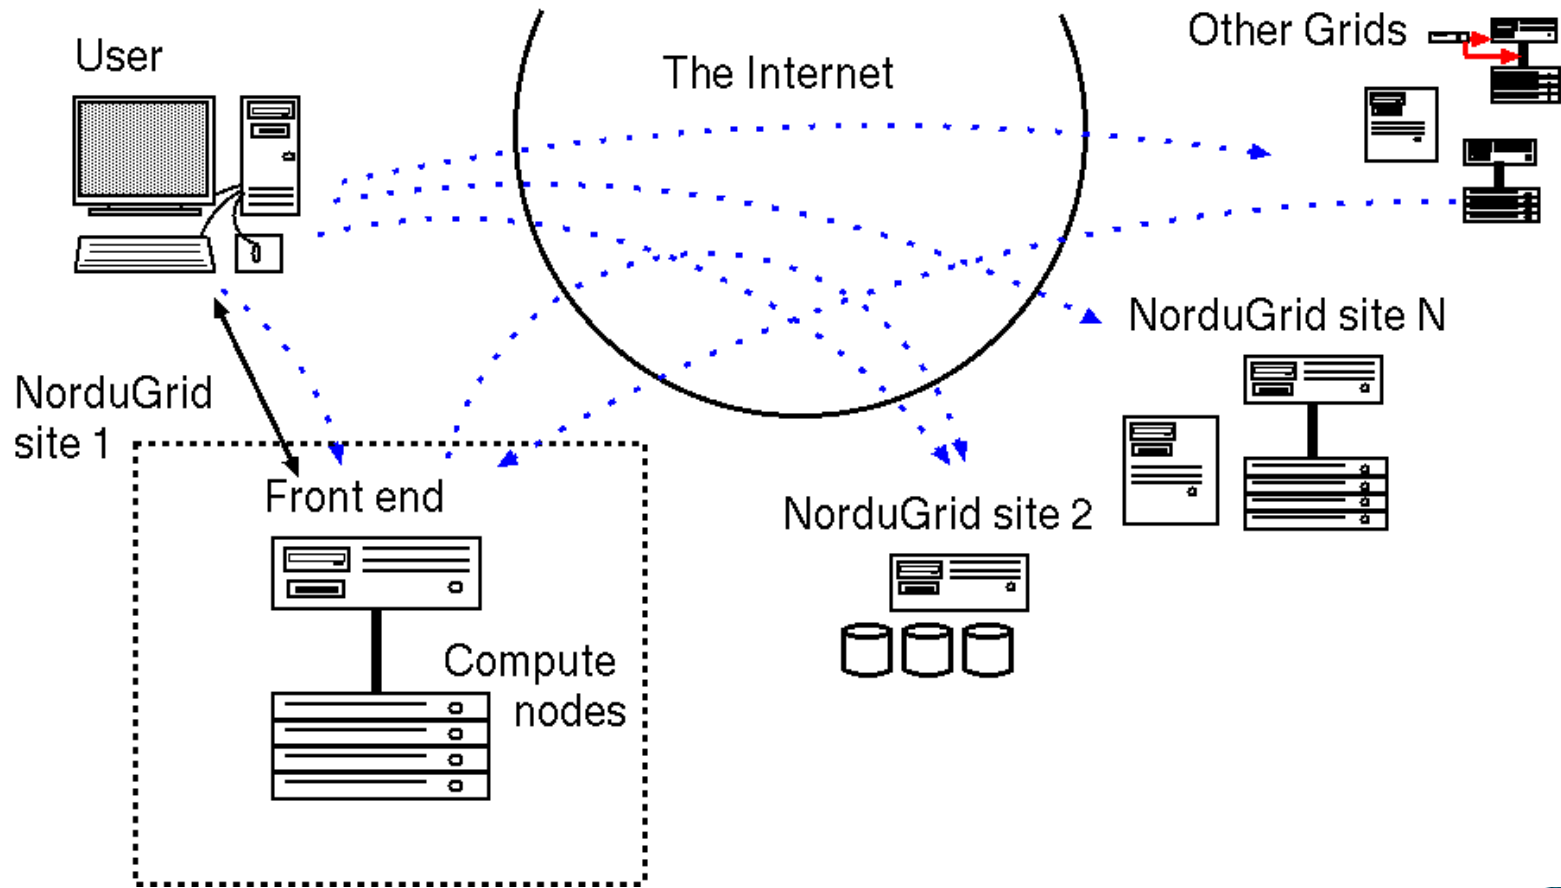 User
The Internet
Other Grids
NorduGrid site N
NorduGrid
site 1
Front end
NorduGrid site 2
Compute
nodes